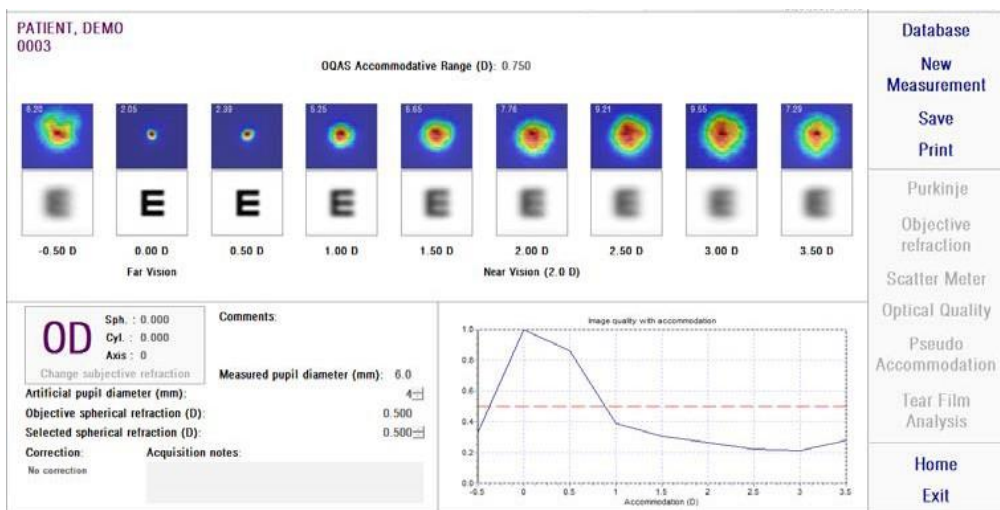 PATIENT, DEMO
0003
OQAS Accommodative Range (D): 0.750
6.20 2.05 2.39 5.25 6.65 7.76 9.21 9.55 7.29
E E E E E E E E E
-0.50 D 0.00 D 0.50 D 1.00 D 1.50 D 2.00 D 2.50 D 3.00 D 3.50 D
Far Vision Near Vision (2.0 D)
OD
Sph. : 0.000
Cyl. : 0.000
Axis : 0
Change subjective refraction
Comments:
Measured pupil diameter (mm): 6.0
Artificial pupil diameter (mm): 4
Objective spherical refraction (D): 0.500
Selected spherical refraction (D): 0.500
Correction: Acquisition notes:
No correction
Image quality with accommodation
1.0
0.8
0.6
0.4
0.2
0.0
-0.5 0 0.5 1 1.5 2 2.5 3 3.5
Accommodation (D)
Database
New
Measurement
Save
Print
Purkinje
Objective
refraction
Scatter Meter
Optical Quality
Pseudo
Accommodation
Tear Film
Analysis
Home
Exit